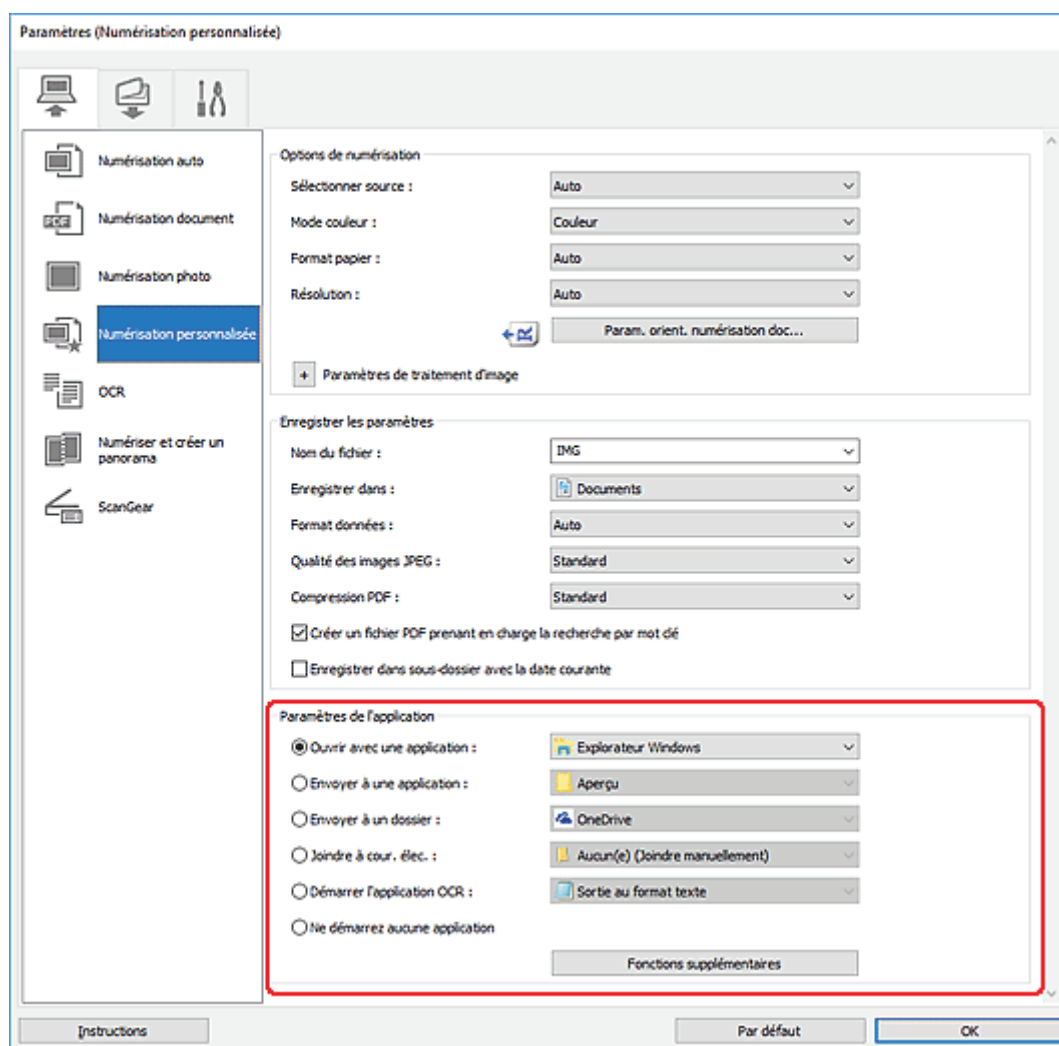 Paramètres (Numérisation personnalisée)
Numérisation auto
PDF
Numérisation document
Numérisation photo
Numérisation personnalisée
OCR
Numériser et créer un
panorama
ScanGear
Options de numérisation
Sélectionner source : Auto
Mode couleur : Couleur
Format papier : Auto
Résolution : Auto
Param. orient. numérisation doc...
+ Paramètres de traitement d'image
Enregistrer les paramètres
Nom du fichier : IMG
Enregistrer dans : Documents
Format données : Auto
Qualité des images JPEG : Standard
Compression PDF : Standard
Créer un fichier PDF prenant en charge la recherche par mot clé
Enregistrer dans sous-dossier avec la date courante
Paramètres de l'application
Ouvrir avec une application : Explorateur Windows
Envoyer à une application : Aperçu
Envoyer à un dossier : OneDrive
Joindre à cour. élec. : Aucun(e) (Joindre manuellement)
Démarrer l'application OCR : Sortie au format texte
Ne démarrez aucune application
Fonctions supplémentaires
Instructions Par défaut OK